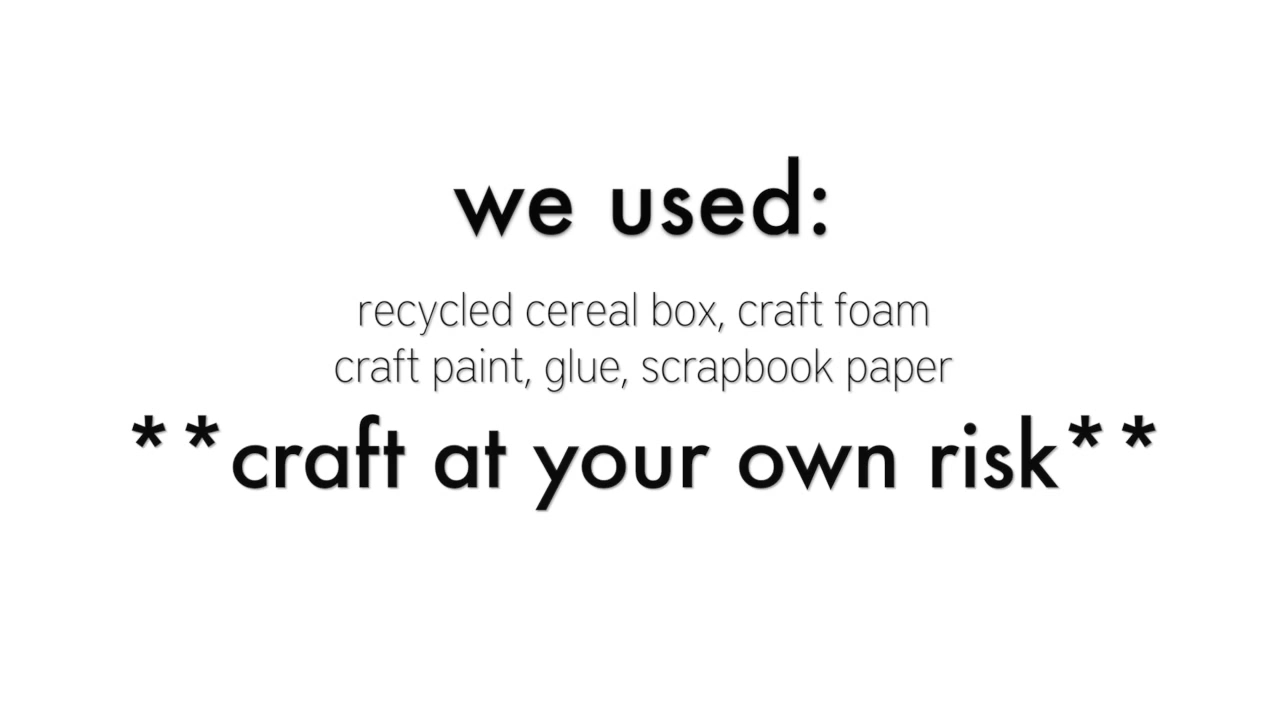 we used:
recycled cereal box, craft foam
craft paint, glue, scrapbook paper
**craft at your own risk**